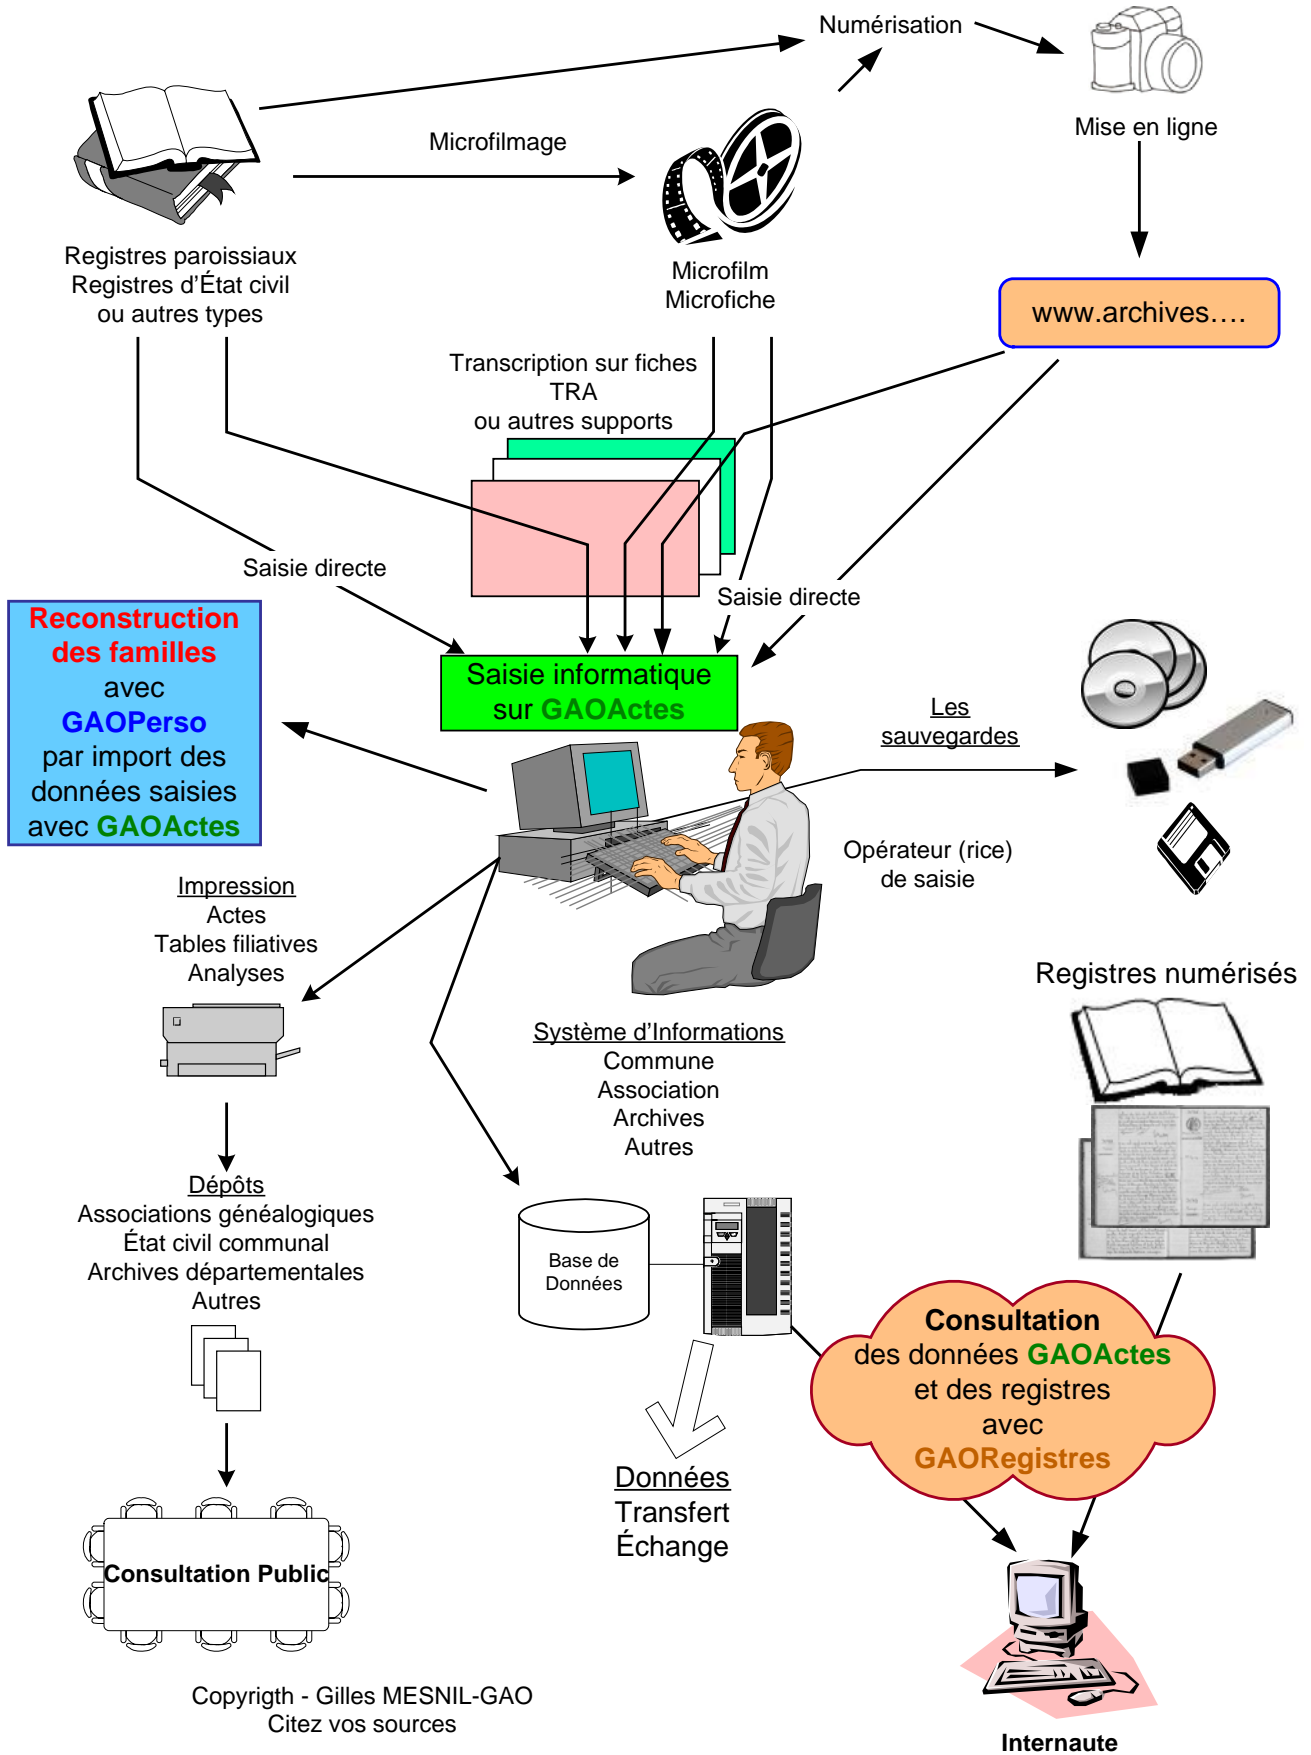 Numérisation
Mise en ligne
Microfilmage
Registres paroissiaux
Registres d'État civil
ou autres types
Microfilm
Microfiche
www.archives....
Transcription sur fiches
TRA
ou autres supports
Saisie directe
Saisie directe
Reconstruction
des familles
avec
GAOPerso
par import des
données saisies
avec GAOActes
Saisie informatique
sur GAOActes
Les
sauvegardes
Opérateur (rice)
de saisie
Impression
Actes
Tables filiatives
Analyses
Registres numérisés
Système d'Informations
Commune
Association
Archives
Autres
Dépôts
Associations généalogiques
État civil communal
Archives départementales
Autres
Base de
Données
Consultation
des données GAOActes
et des registres
avec
GAORegistres
Données
Transfert
Échange
Consultation Public
Copyrigth - Gilles MESNIL-GAO
Citez vos sources
Internaute